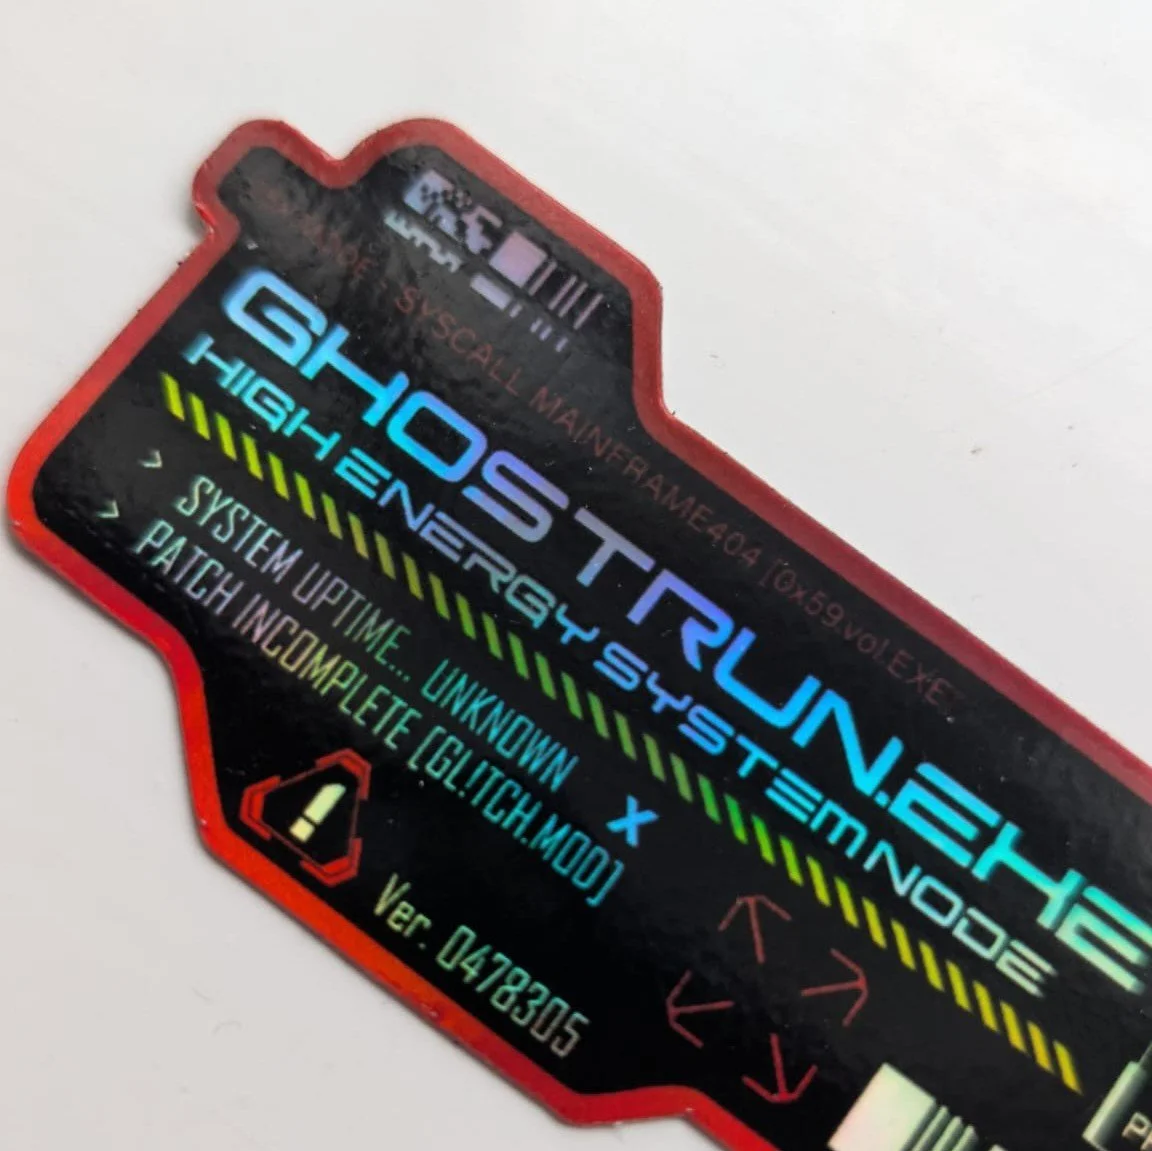 SYSCALL MAINFRAME404 [0x59.vol.EXE]
GHOSTRUN.EXE
HIGH ENERGY SYSTEM NODE
> SYSTEM UPTIME... UNKNOWN
> PATCH INCOMPLETE [GL!TCH.MOD]
X
!
Ver. 0478305